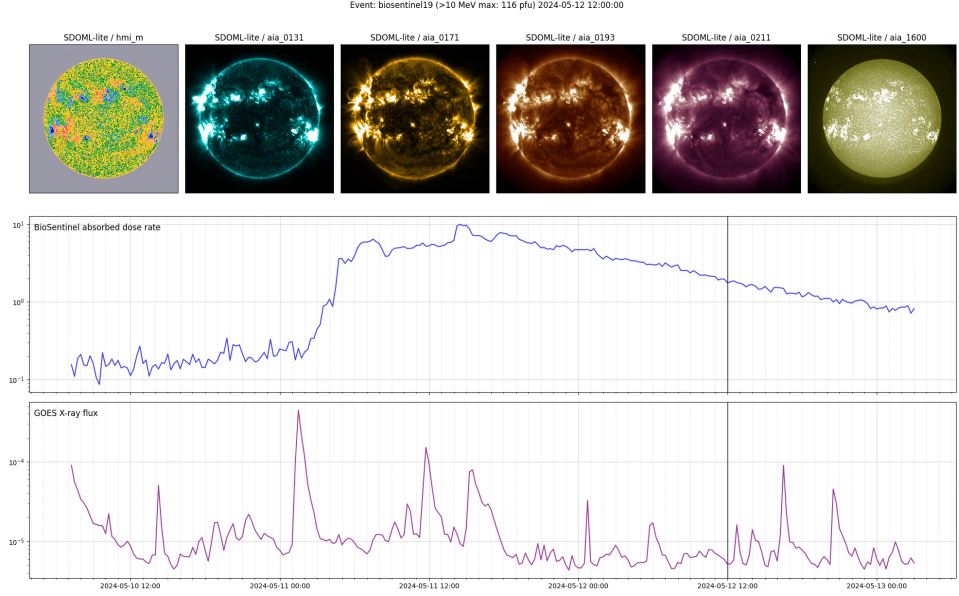 Event: biosentinel19 (>10 MeV max: 116 pfu) 2024-05-12 12:00:00
SDOML-lite / hmi_m
SDOML-lite / aia_0131
SDOML-lite / aia_0171
SDOML-lite / aia_0193
SDOML-lite / aia_0211
SDOML-lite / aia_1600
BioSentinel absorbed dose rate
10¹
10⁰
10⁻¹
GOES X-ray flux
10⁻⁴
10⁻⁵
2024-05-10 12:00
2024-05-11 00:00
2024-05-11 12:00
2024-05-12 00:00
2024-05-12 12:00
2024-05-13 00:00